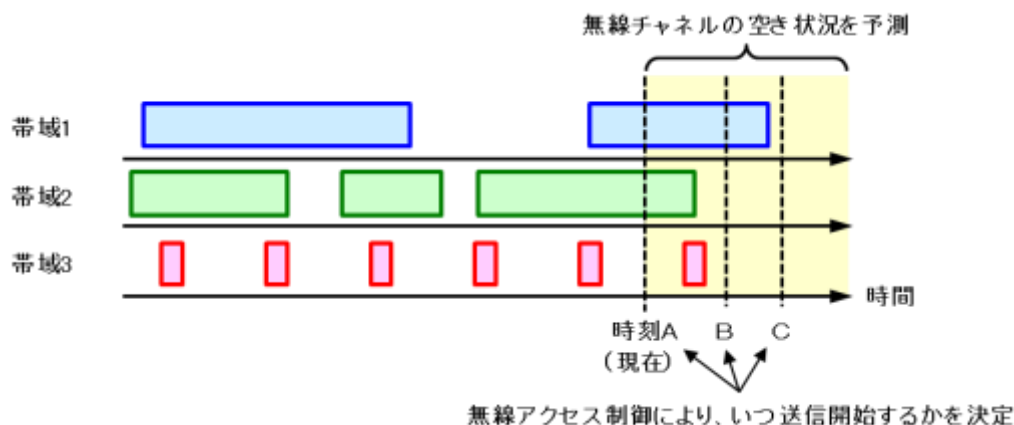 無線チャネルの空き状況を予測
帯域1
帯域2
帯域3
時間
時刻A B C
(現在)
無線アクセス制御により、いつ送信開始するかを決定